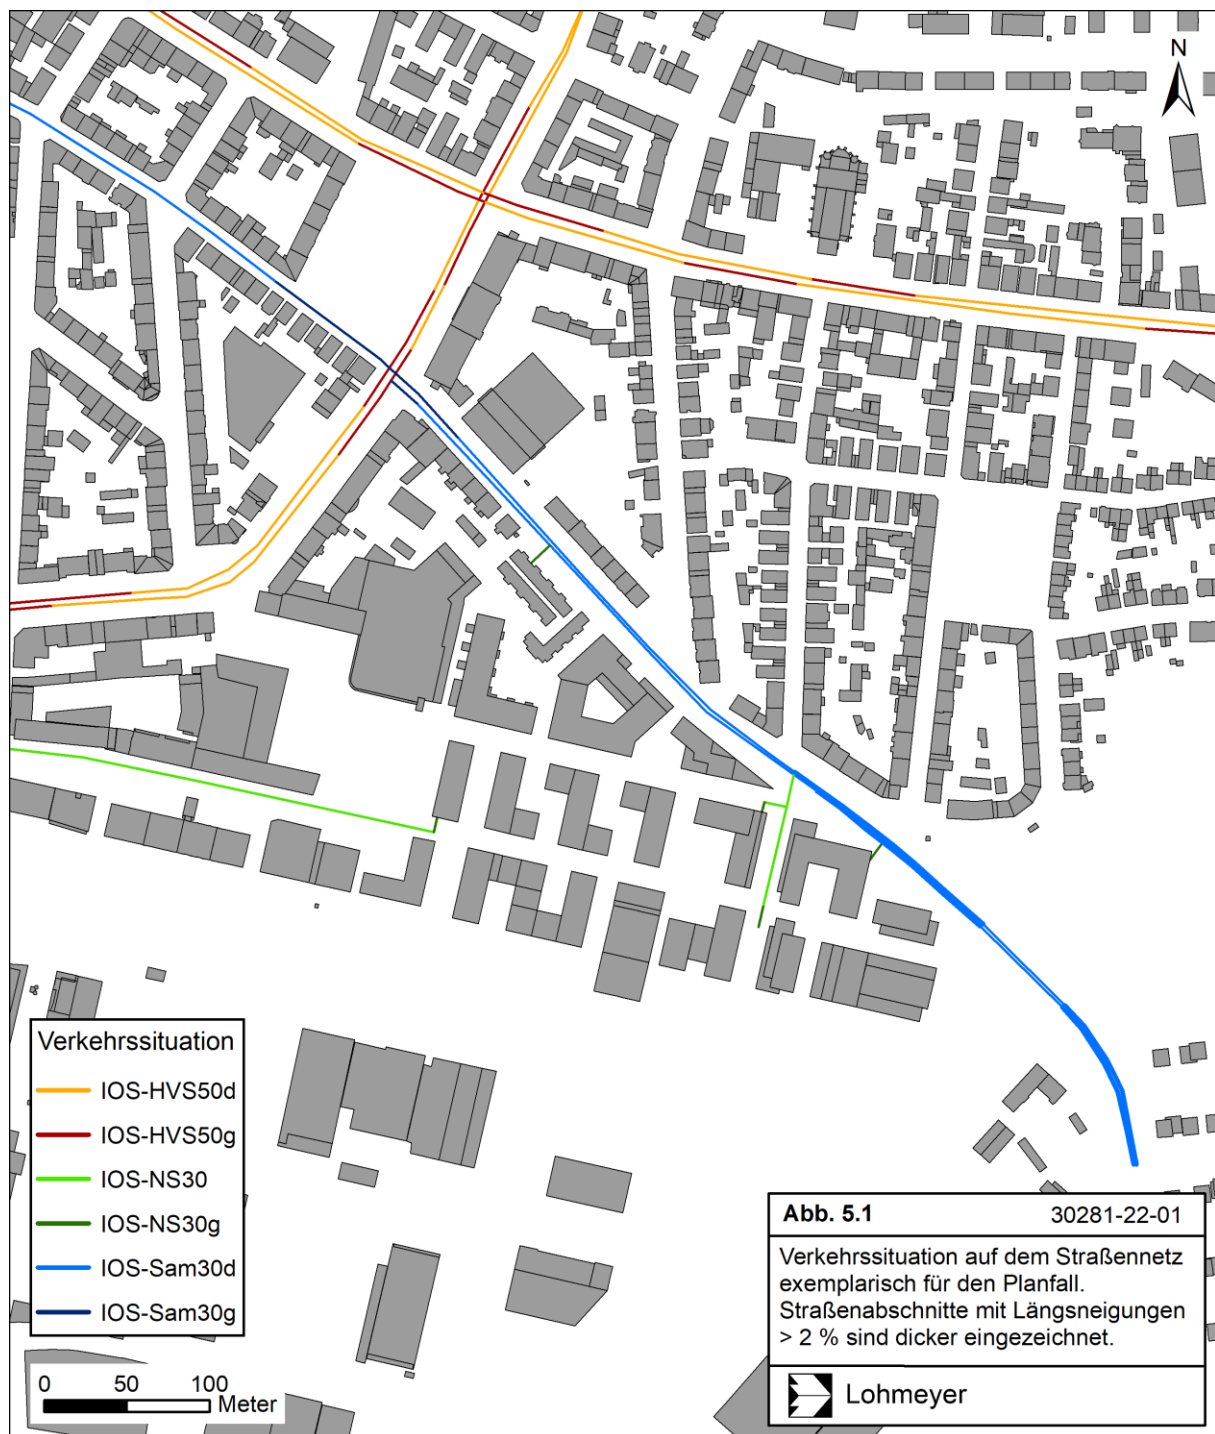 N
Verkehrssituation
IOS-HVS50d
IOS-HVS50g
IOS-NS30
IOS-NS30g
IOS-Sam30d
IOS-Sam30g
0 50 100
Meter
Abb. 5.1 30281-22-01
Verkehrssituation auf dem Straßennetz
exemplarisch für den Planfall.
Straßenabschnitte mit Längsneigungen
> 2 % sind dicker eingezeichnet.
Lohmeyer